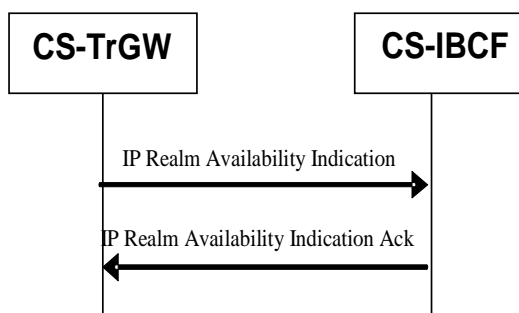 CS-TrGW
CS-IBCF
IP Realm Availability Indication
IP Realm Availability Indication Ack